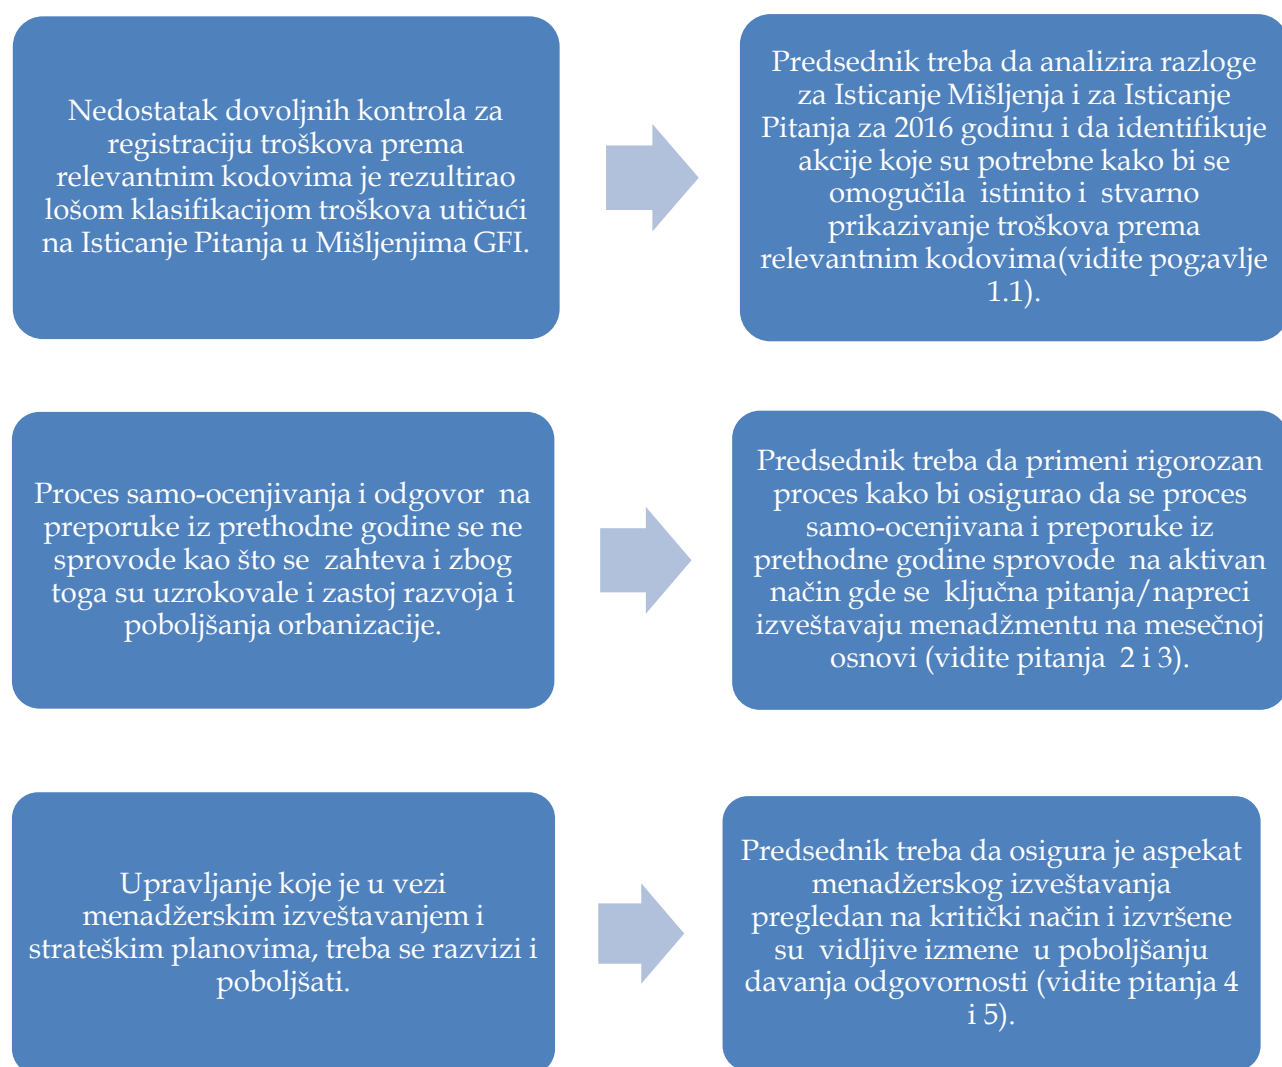 Nedostatak dovoljnih kontrola za
registraciju troškova prema
relevantnim kodovima je rezultirao
lošom klasifikacijom troškova utičući
na Isticanje Pitanja u Mišljenjima GFI.
Predsednik treba da analizira razloge
za Isticanje Mišljenja i za Isticanje
Pitanja za 2016 godinu i da identifikuje
akcije koje su potrebne kako bi se
omogučila istinito i stvarno
prikazivanje troškova prema
relevantnim kodovima(vidite pog;avlje
1.1).
Proces samo-ocenjivanja i odgovor na
preporuke iz prethodne godine se ne
sprovode kao što se zahteva i zbog
toga su uzrokovale i zastoj razvoja i
poboljšanja orbanizacije.
Predsednik treba da primeni rigorozan
proces kako bi osigurao da se proces
samo-ocenjivana i preporuke iz
prethodne godine sprovode na aktivan
način gde se ključna pitanja/napreci
izveštavaju menadžmentu na mesečnoj
osnovi (vidite pitanja 2 i 3).
Upravljanje koje je u vezi
menadžerskim izveštavanjem i
strateškim planovima, treba se razvizi i
poboljšati.
Predsednik treba da osigura je aspekat
menadžerskog izveštavanja
pregledan na kritički način i izvršene
su vidljive izmene u poboljšanju
davanja odgovornosti (vidite pitanja 4
i 5).